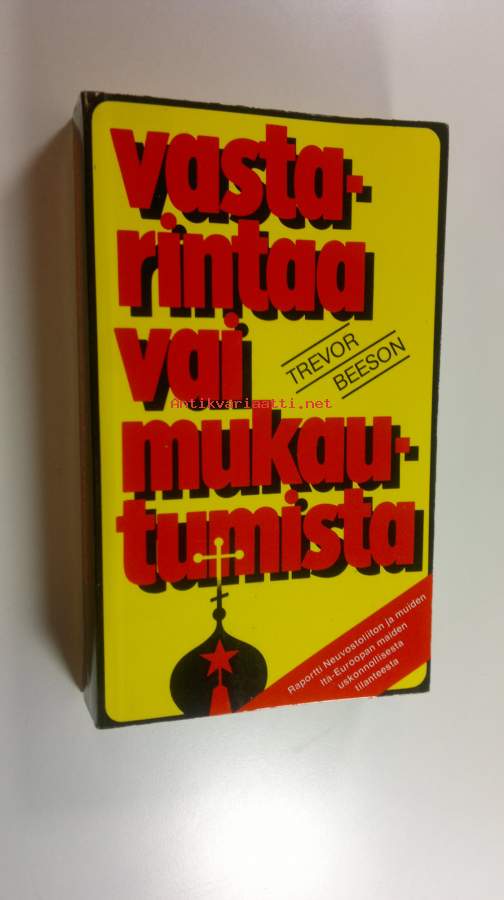 vasta-
rintaa
vai
TREVOR
BEESON
mukau-
tumista
Antikvariaatti.net
Raportti Neuvostoliiton ja muiden
Itä-Euroopan maiden
uskonnollisesta
tilanteesta